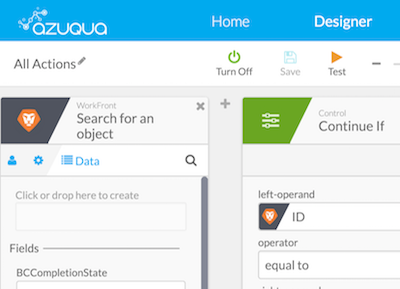 azuqua
Home
Designer
All Actions
Turn Off
Save
Test
WorkFront
Search for an
object
Data
Click or drop here to create
Fields
BCCompletionState
Control
Continue If
left-operand
ID
operator
equal to